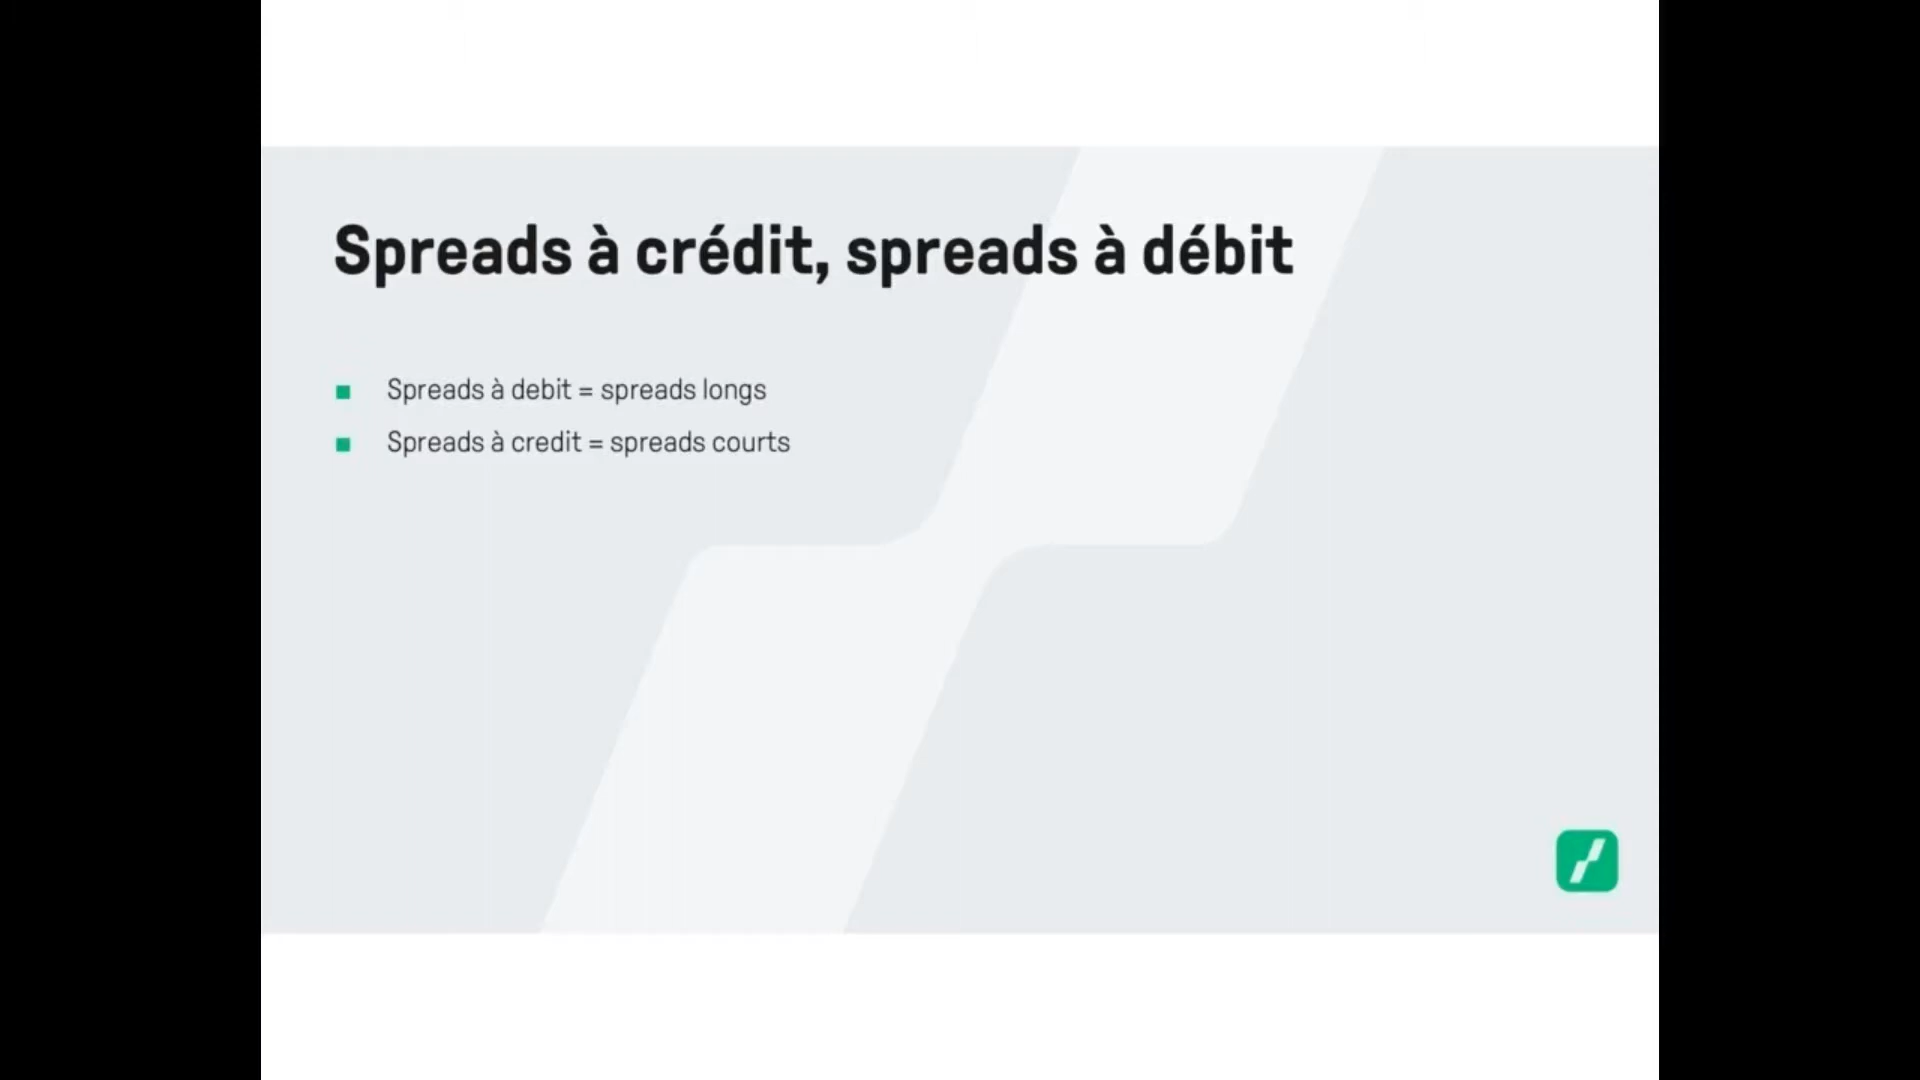 Spreads à crédit, spreads à débit
Spreads à debit = spreads longs
Spreads à credit = spreads courts